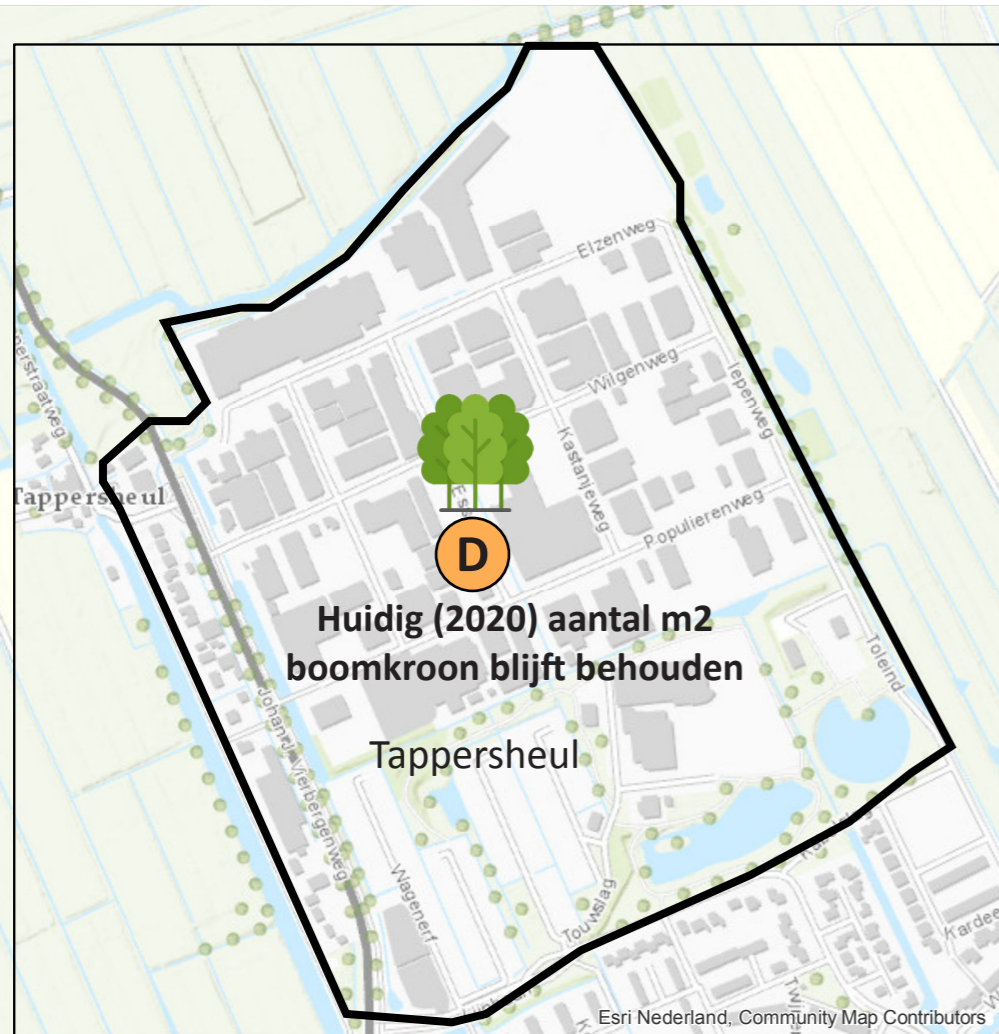 Elzenweg
Wilgenweg
Iepenweg
Kastanjeweg
Tappersheul
Populierenweg
D
Huidig (2020) aantal m2
boomkroon blijft behouden
Toleind
Tappersheul
Johan J. Vierbergenweg
Wagenerf
Touwslag
Esri Nederland, Community Map Contributors